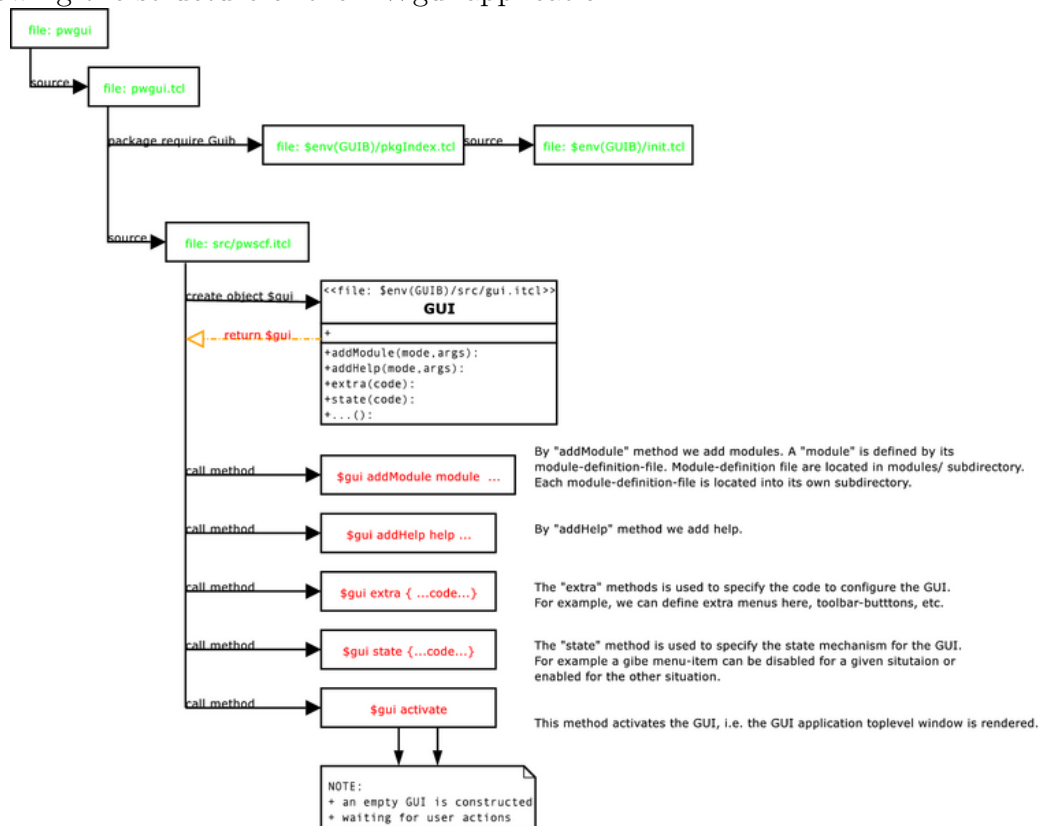 file: pwgui
source
file: pwgui.tcl
package require Guib
file: $env(GUIB)/pkgIndex.tcl
source
file: $env(GUIB)/init.tcl
source
file: src/pwscf.itcl
create object $gui
<<file: $env(GUIB)/src/gui.itcl>>
GUI
return $gui
+
+addModule(mode,args):
+addHelp(mode,args):
+extra(code):
+state(code):
+...():
call method
$gui addModule module ...
By "addModule" method we add modules. A "module" is defined by its
module-definition-file. Module-definition file are located in modules/ subdirectory.
Each module-definition-file is located into its own subdirectory.
call method
$gui addHelp help ...
By "addHelp" method we add help.
call method
$gui extra { ...code...}
The "extra" methods is used to specify the code to configure the GUI.
For example, we can define extra menus here, toolbar-butttons, etc.
call method
$gui state {...code...}
The "state" method is used to specify the state mechanism for the GUI.
For example a gibe menu-item can be disabled for a given situtaion or
enabled for the other situation.
call method
$gui activate
This method activates the GUI, i.e. the GUI application toplevel window is rendered.
NOTE:
+ an empty GUI is constructed
+ waiting for user actions